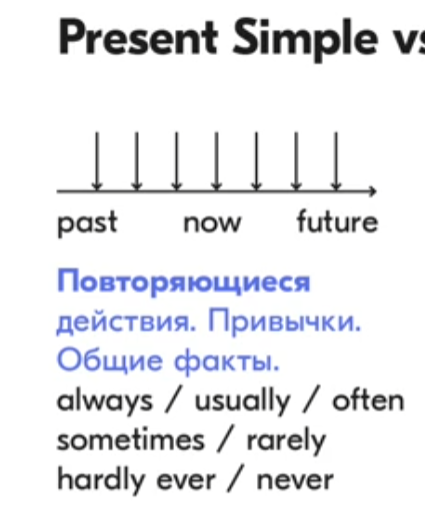 Present Simple vs
past now future
Повторяющиеся
действия. Привычки.
Общие факты.
always / usually / often
sometimes / rarely
hardly ever / never